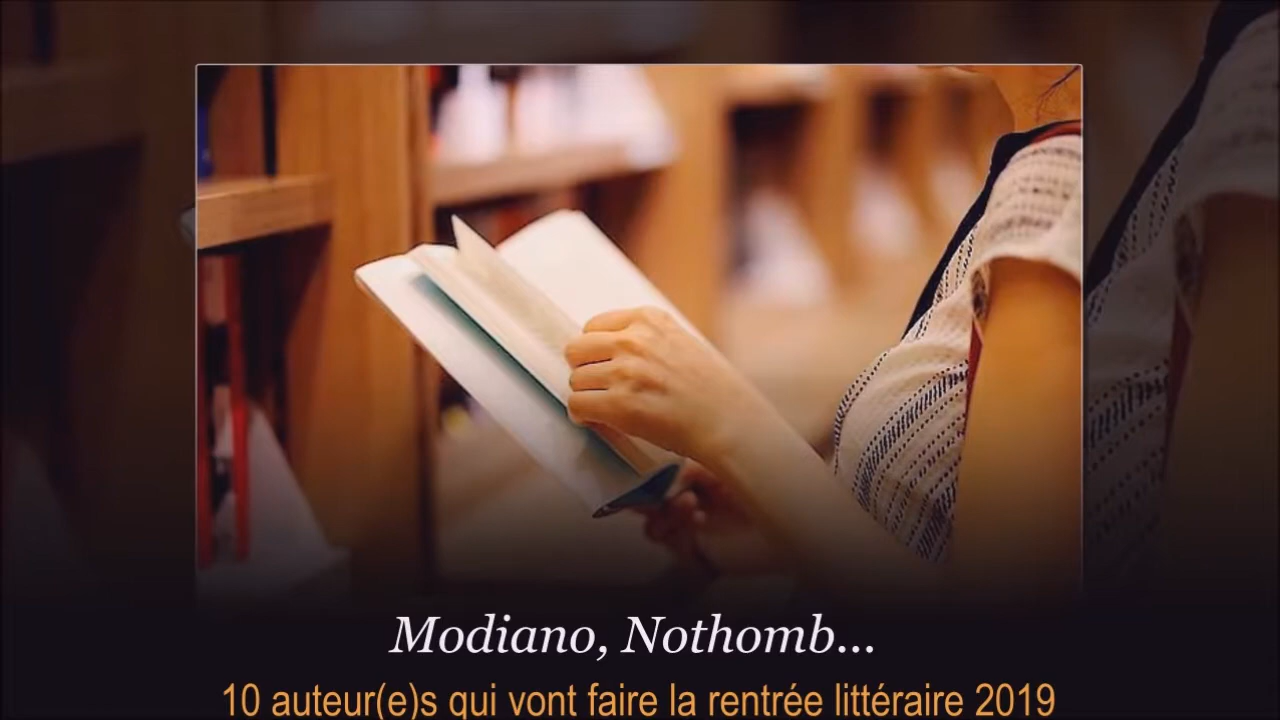 Modiano, Nothomb...
10 auteur(e)s qui vont faire la rentrée littéraire 2019